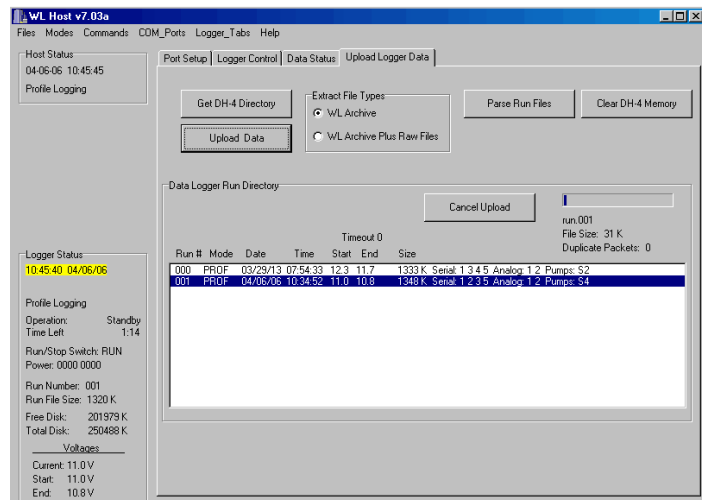 WL Host v7.03a
Files Modes Commands COM_Ports Logger_Tabs Help
Host Status
04-06-06 10:45:45
Profile Logging
Port Setup Logger Control Data Status Upload Logger Data
Get DH-4 Directory
Upload Data
Extract File Types
WL Archive
WL Archive Plus Raw Files
Parse Run Files
Clear DH-4 Memory
Data Logger Run Directory
Cancel Upload
run.001
File Size: 31 K
Duplicate Packets: 0
Timeout 0
Run # Mode Date Time Start End Size
000 PROF 03/29/13 07:54:33 12.3 11.7 1333 K Serial: 1 3 4 5 Analog: 1 2 Pumps: S2
001 PROF 04/06/06 10:34:52 11.0 10.8 1348 K Serial: 1 2 3 5 Analog: 1 2 Pumps: S4
Logger Status
10:45:40 04/06/06
Profile Logging
Operation: Standby
Time Left 1:14
Run/Stop Switch: RUN
Power: 0000 0000
Run Number: 001
Run File Size: 1320 K
Free Disk: 201979 K
Total Disk: 250488 K
Voltages
Current: 11.0 V
Start: 11.0 V
End: 10.8 V